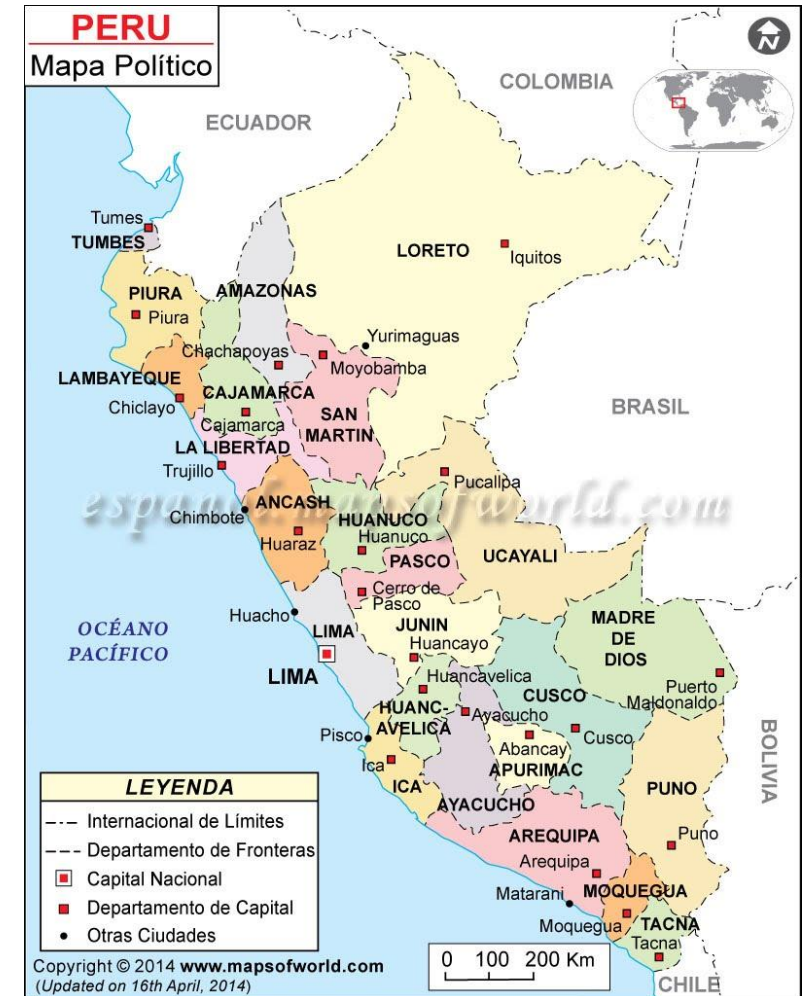 PERU
Mapa Político
COLOMBIA
ECUADOR
N
Tumes
TUMBES
LORETO
Iquitos
PIURA
Piura
AMAZONAS
Yurimaguas
Chachapoyas
Moyobamba
LAMBAYEQUE
CAJAMARCA
Chiclayo
Cajamarca
SAN
MARTIN
BRASIL
LA LIBERTAD
Trujillo
Pucallpa
espanol.mapsofworld.com
ANCASH
Chimbote
HUANUCO
Huanuco
Huaraz
PASCO
UCAYALI
Cerro de
Pasco
Huacho
LIMA
JUNIN
MADRE
DE
DIOS
OCÉANO
PACÍFICO
Huancayo
LIMA
Huancavelica
CUSCO
Puerto
Maldonaldo
HUANC-
AVELICA
Ayacucho
Pisco
Abancay
Cusco
BOLIVIA
Ica
APURIMAC
ICA
AYACUCHO
PUNO
AREQUIPA
Puno
Arequipa
Matarani
MOQUEGUA
Moquegua
TACNA
Tacna
CHILE
LEYENDA
Internacional de Límites
Departamento de Fronteras
Capital Nacional
Departamento de Capital
Otras Ciudades
0 100 200 Km
Copyright © 2014 www.mapsofworld.com
(Updated on 16th April, 2014)